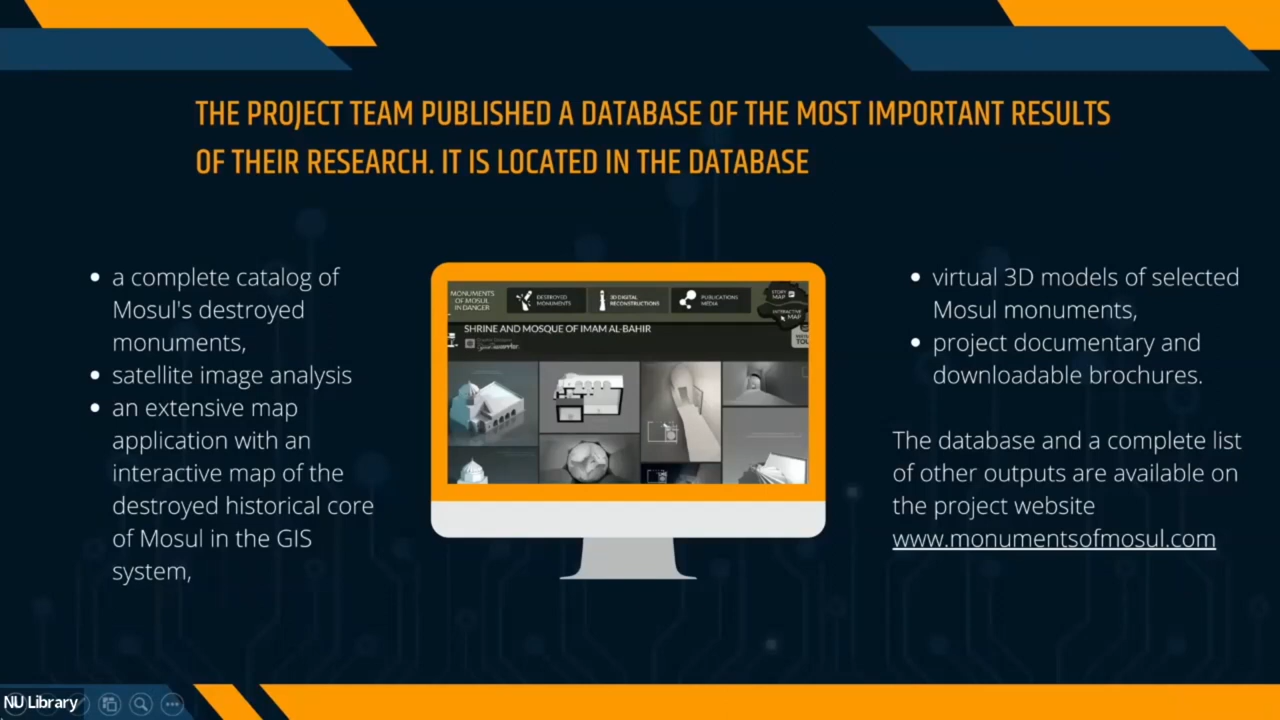 THE PROJECT TEAM PUBLISHED A DATABASE OF THE MOST IMPORTANT RESULTS
OF THEIR RESEARCH. IT IS LOCATED IN THE DATABASE
a complete catalog of
Mosul's destroyed
monuments,
satellite image analysis
an extensive map
application with an
interactive map of the
destroyed historical core
of Mosul in the GIS
system,
MONUMENTS
OF MOSUL
IN DANGER
DESTROYED
MONUMENTS
3D DIGITAL
RECONSTRUCTIONS
PUBLICATIONS
MEDIA
STORY
MAP
INTERACTIVE
MAP
SHRINE AND MOSQUE OF IMAM AL-BAHIR
TOU
virtual 3D models of selected
Mosul monuments,
project documentary and
downloadable brochures.
The database and a complete list
of other outputs are available on
the project website
www.monumentsofmosul.com
NU Library